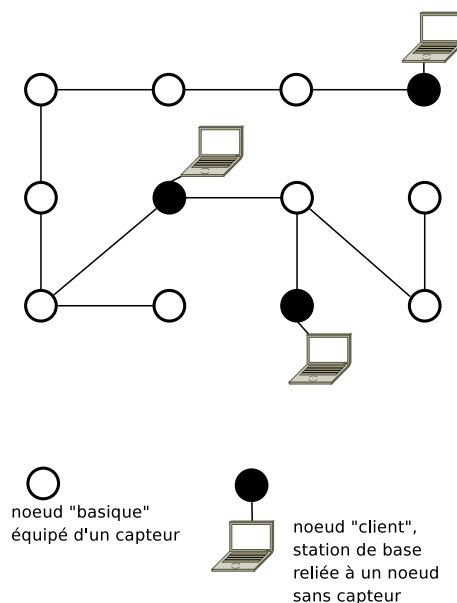 noeud "basique"
équipé d'un capteur
noeud "client",
station de base
reliée à un noeud
sans capteur